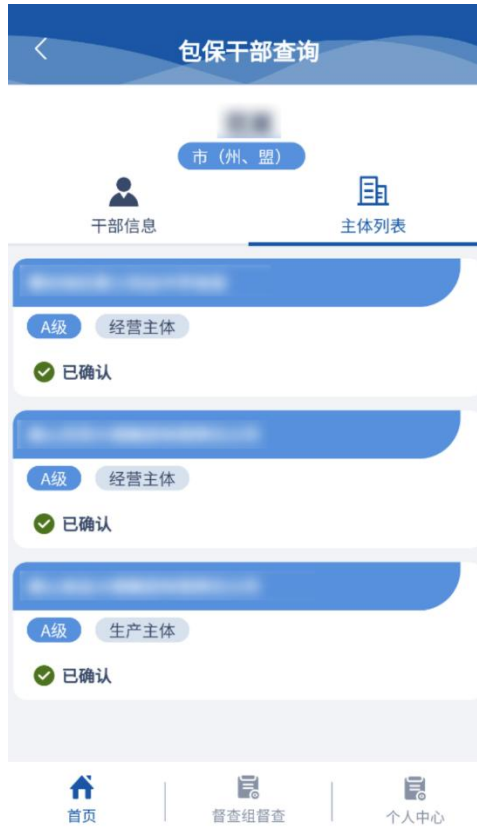 包保干部查询
市（州、盟）
干部信息 主体列表
A级 经营主体
已确认
A级 经营主体
已确认
A级 生产主体
已确认
首页 督查组督查 个人中心